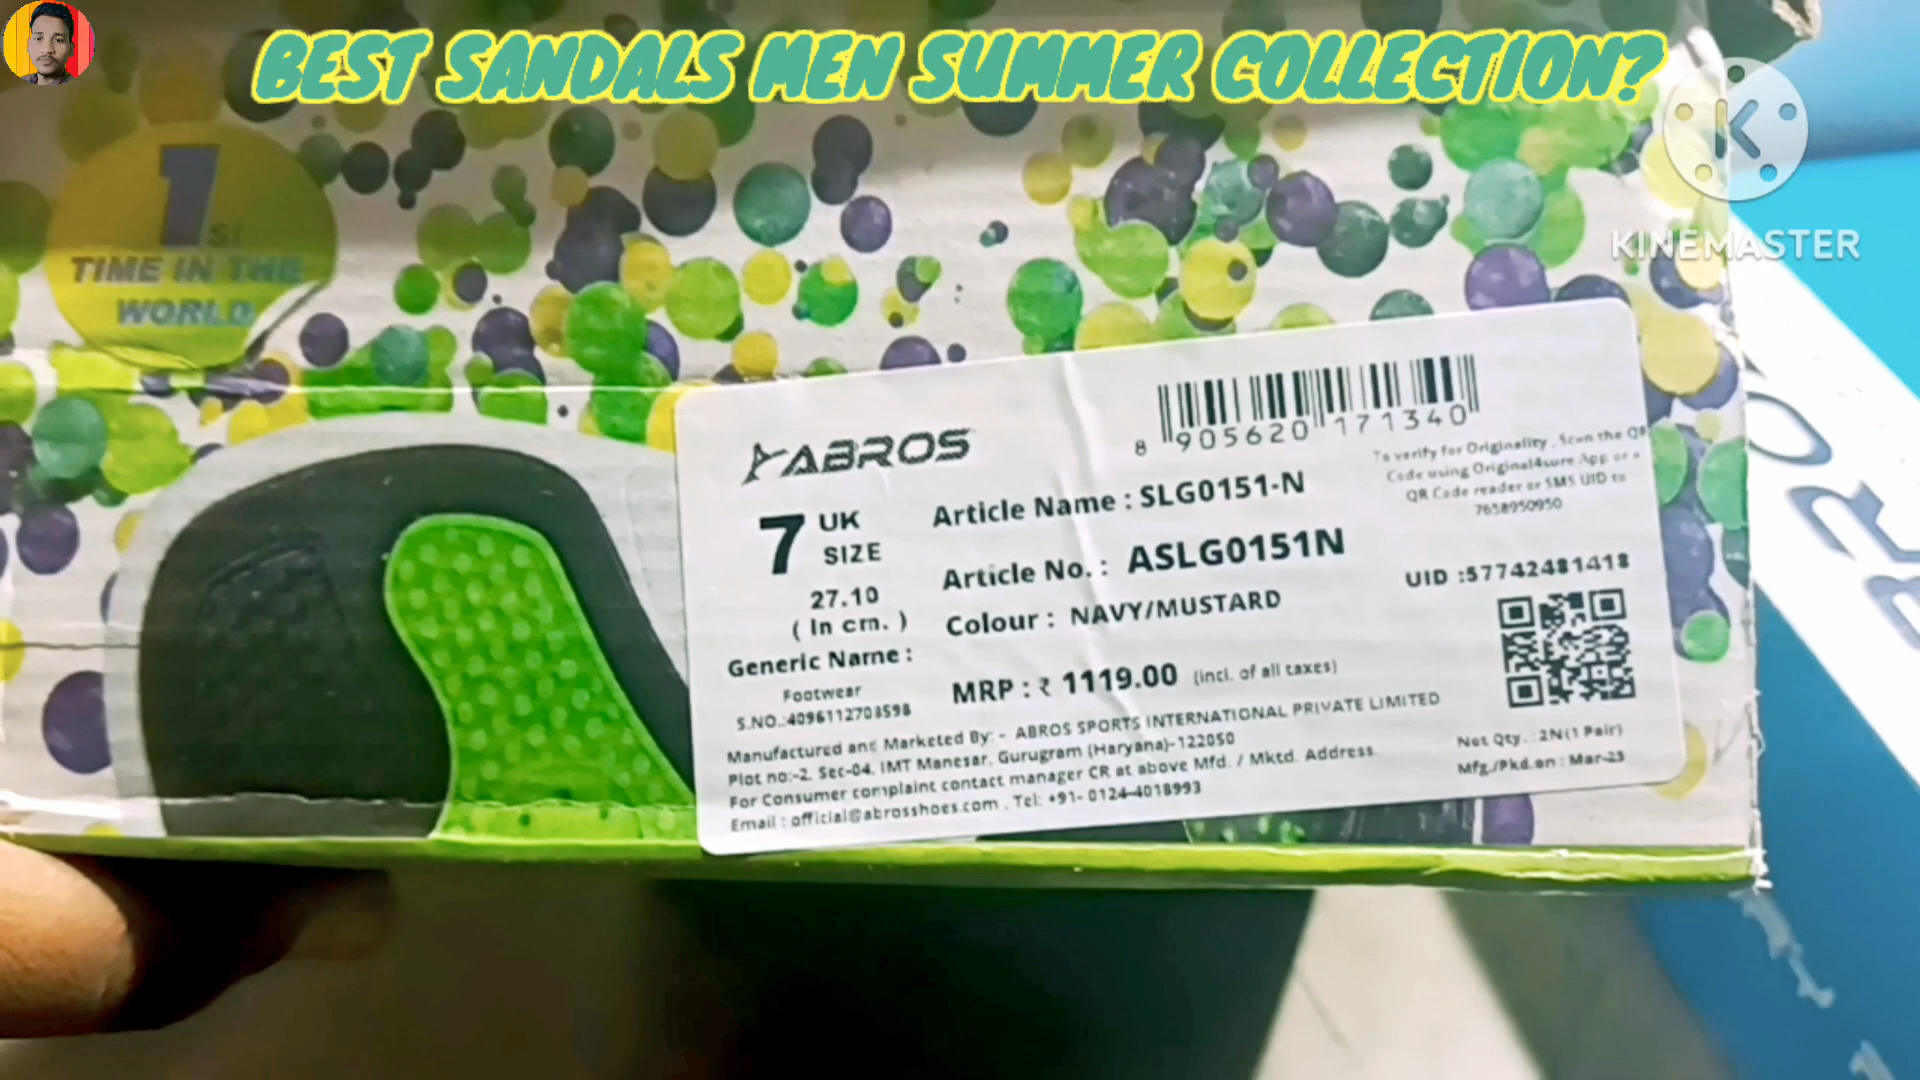 BEST SANDALS MEN SUMMER COLLECTION?
K
KINEMASTER
1st
TIME IN THE
WORLD
ABROS
8 905620 171340
To verify for Originality , Scan the QR
Code using Original4sure App or a
QR Code reader or SMS UID to
7658950950
7 UK
SIZE
27.10
( In cm. )
Article Name : SLG0151-N
Article No. : ASLG0151N
Colour : NAVY/MUSTARD
UID :57742481418
Generic Name :
Footwear
S.NO.:4096112703598
MRP : ₹ 1119.00 (incl. of all taxes)
Manufactured and Marketed By: - ABROS SPORTS INTERNATIONAL PRIVATE LIMITED
Plot no:-2, Sec-04, IMT Manesar, Gurugram (Haryana)-122050
For Consumer complaint contact manager CR at above Mfd. / Mktd. Address
Email : official@abrosshoes.com , Tel: +91- 0124-4018993
Net Qty. : 2N(1 Pair)
Mfg./Pkd.on : Mar-23